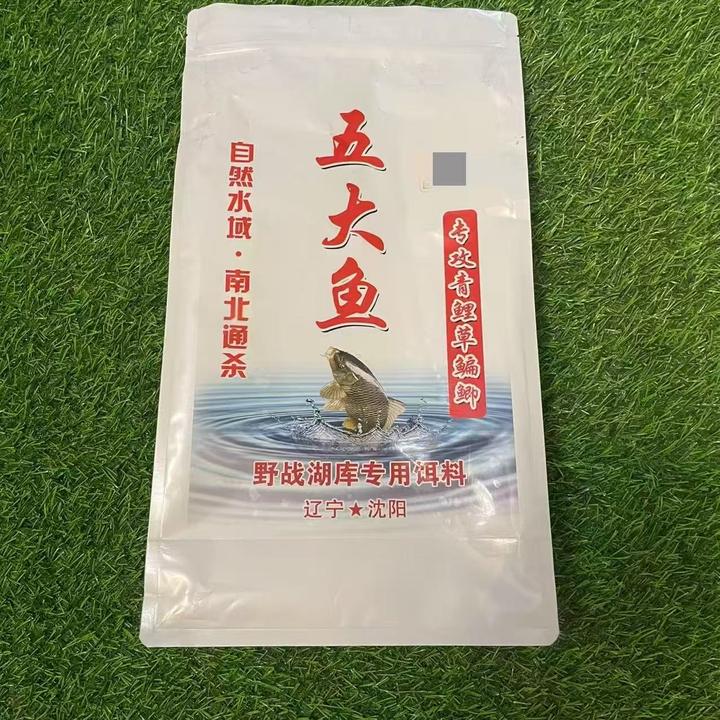 五大鱼
自然水域·南北通杀
专攻青鲤草鳊鲫
野战湖库专用饵料
辽宁★沈阳